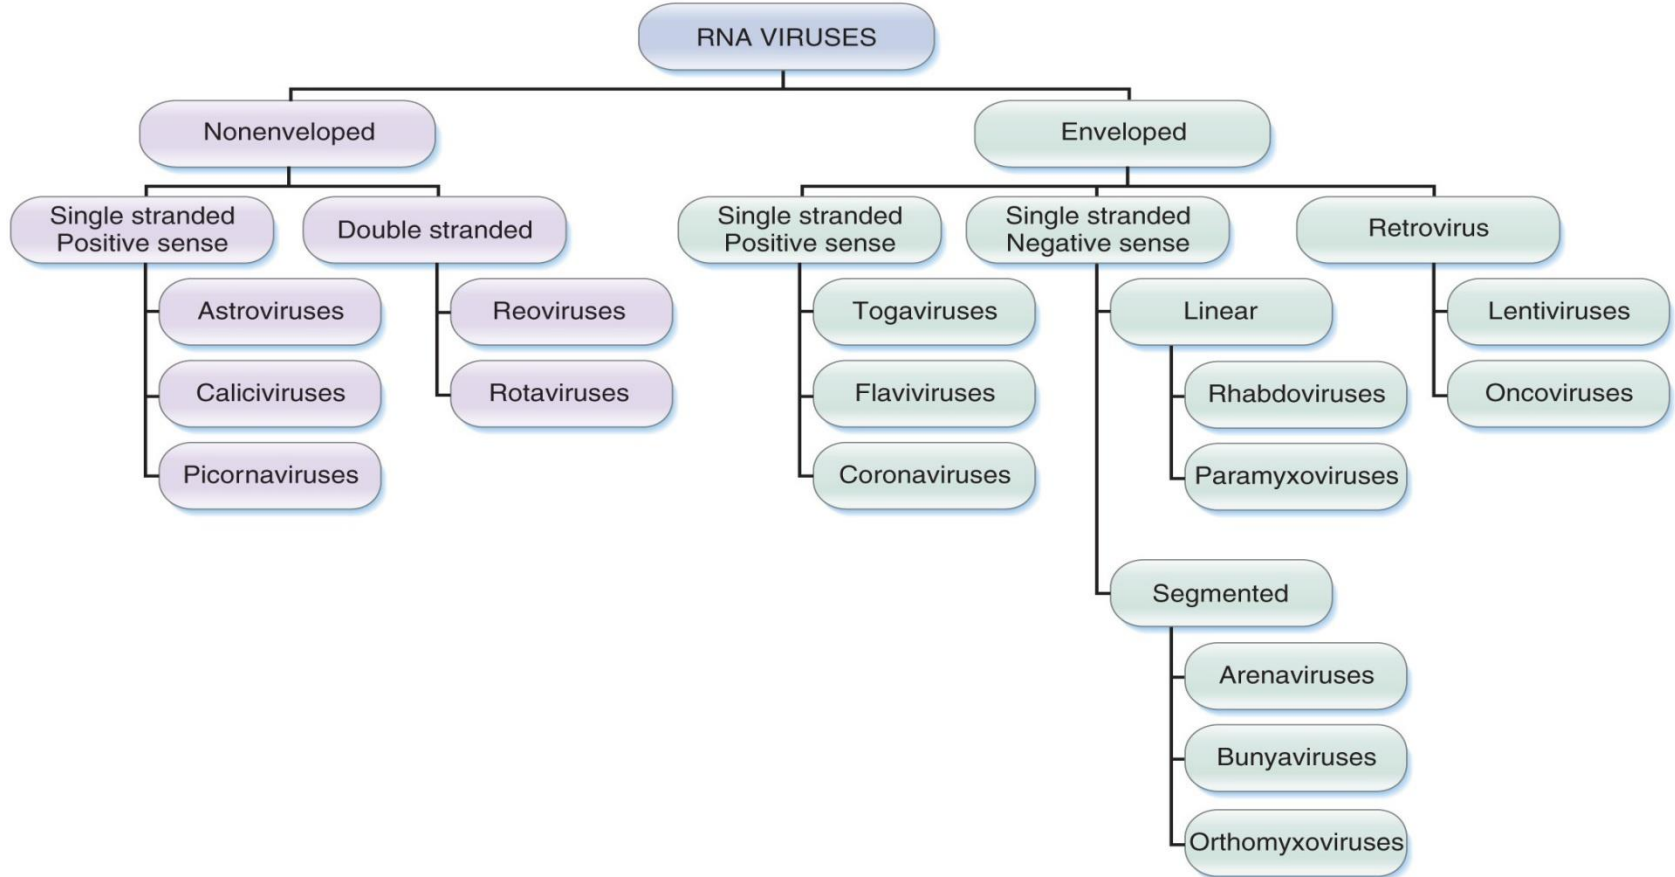 RNA VIRUSES
Nonenveloped
Enveloped
Single stranded
Positive sense
Double stranded
Single stranded
Positive sense
Single stranded
Negative sense
Retrovirus
Astroviruses
Caliciviruses
Picornaviruses
Reoviruses
Rotaviruses
Togaviruses
Flaviviruses
Coronaviruses
Linear
Rhabdoviruses
Paramyxoviruses
Segmented
Arenaviruses
Bunyaviruses
Orthomyxoviruses
Lentiviruses
Oncoviruses